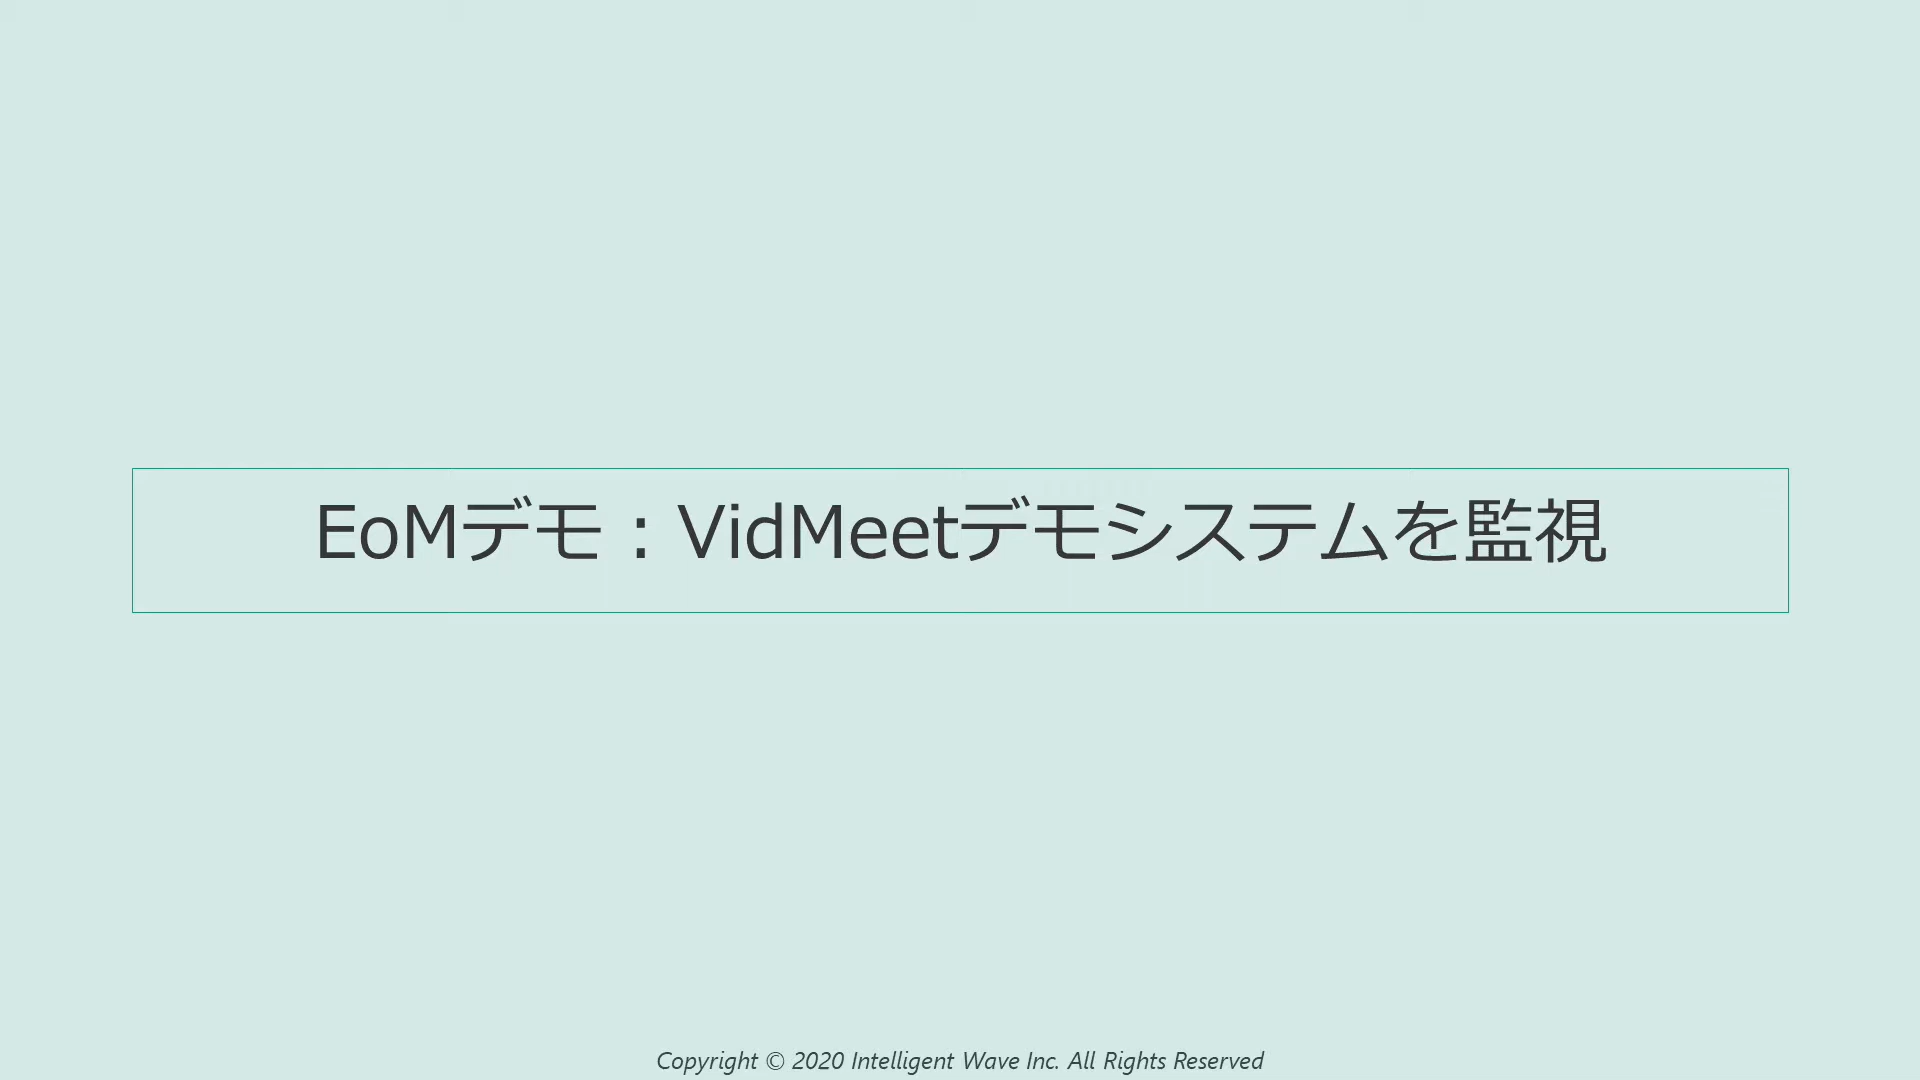 EoMデモ：VidMeetデモシステムを監視
Copyright © 2020 Intelligent Wave Inc. All Rights Reserved